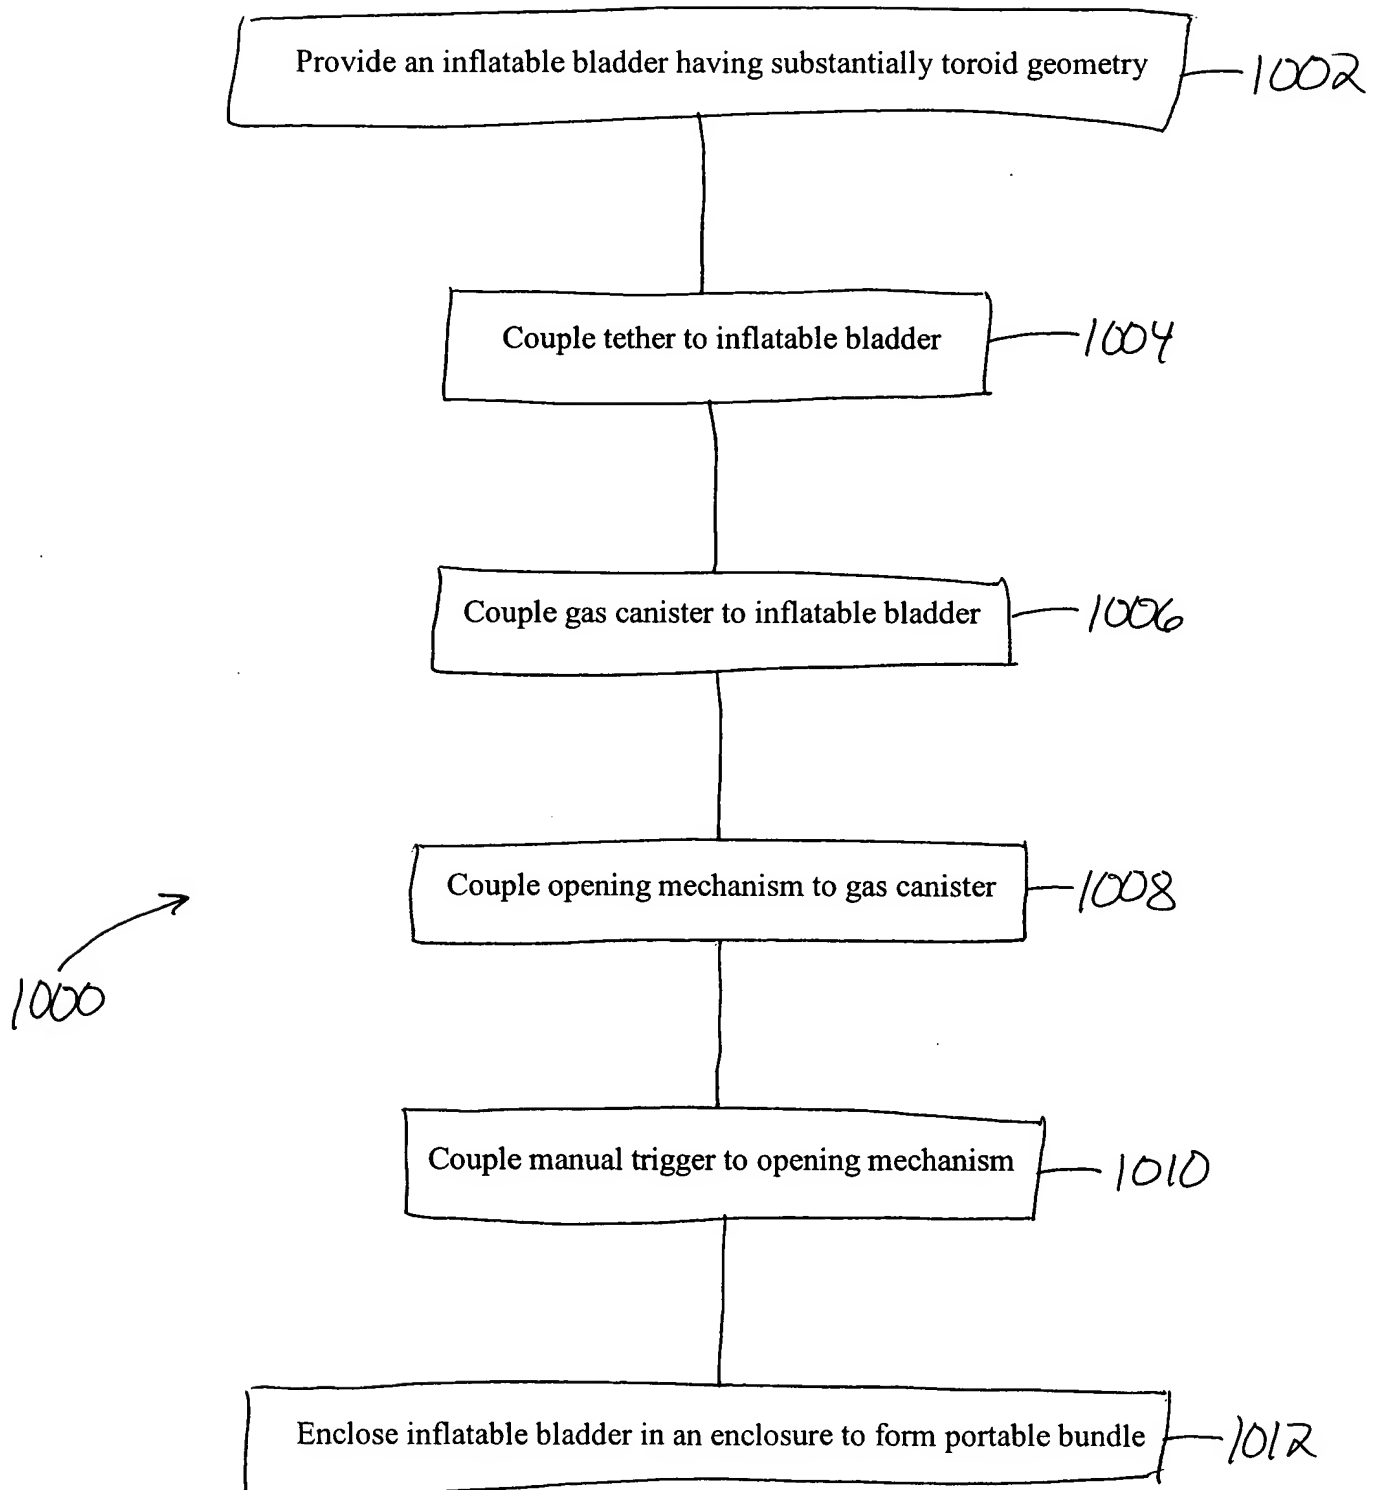 Provide an inflatable bladder having substantially toroid geometry
1002
Couple tether to inflatable bladder
1004
Couple gas canister to inflatable bladder
1006
Couple opening mechanism to gas canister
1008
1000
Couple manual trigger to opening mechanism
1010
Enclose inflatable bladder in an enclosure to form portable bundle
1012